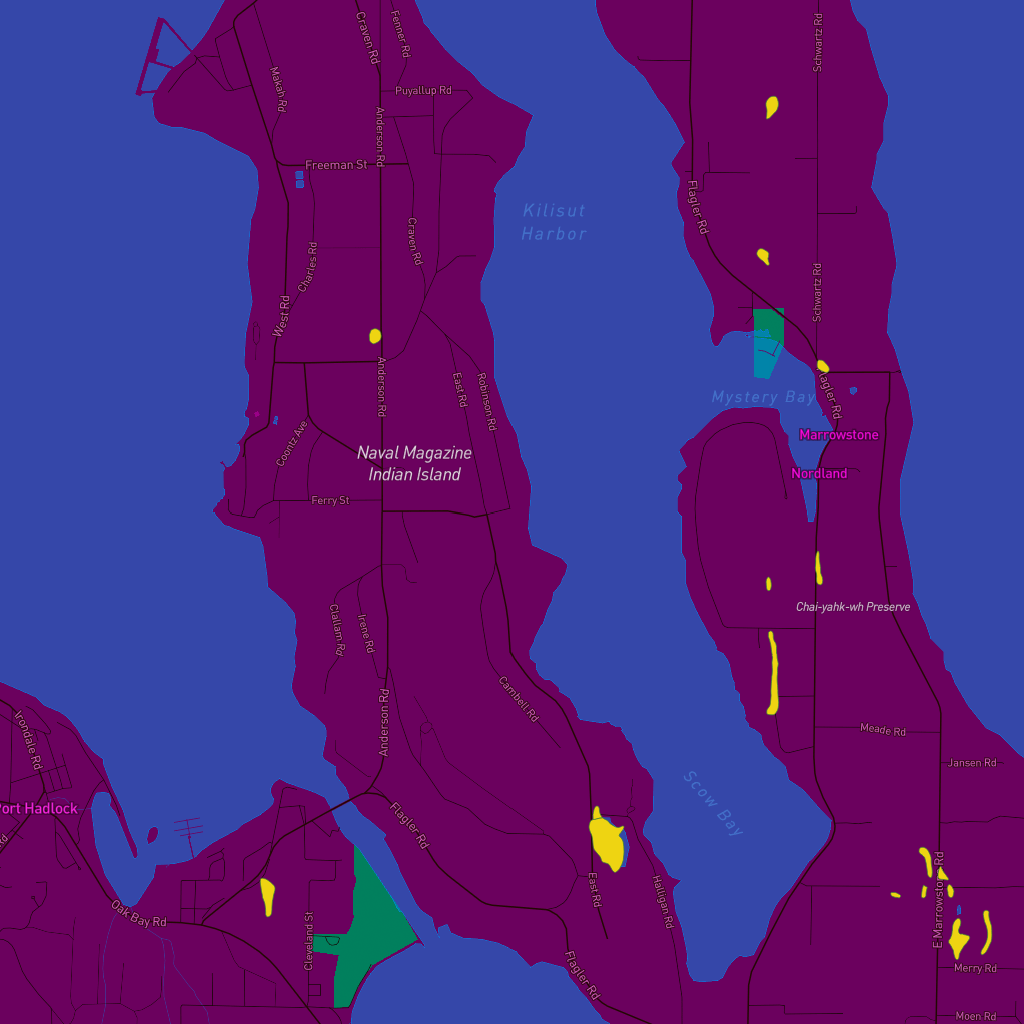 Craven Rd
Fenner Rd
Schwartz Rd
Makah Rd
Puyallup Rd
Anderson Rd
Freeman St
Flagler Rd
Kilisut
Harbor
Craven Rd
Charles Rd
Schwartz Rd
West Rd
Anderson Rd
East Rd
Robinson Rd
Flagler Rd
Mystery Bay
Marrowstone
Coontz Ave
Naval Magazine
Indian Island
Nordland
Ferry St
Chai-yahk-wh Preserve
Clallam Rd
Irene Rd
Cambell Rd
Anderson Rd
Irondale Rd
Meade Rd
Jansen Rd
Scow Bay
Port Hadlock
Flagler Rd
Rd
E Marrowstone Rd
East Rd
Halligan Rd
Oak Bay Rd
Cleveland St
Flagler Rd
Merry Rd
Moen Rd